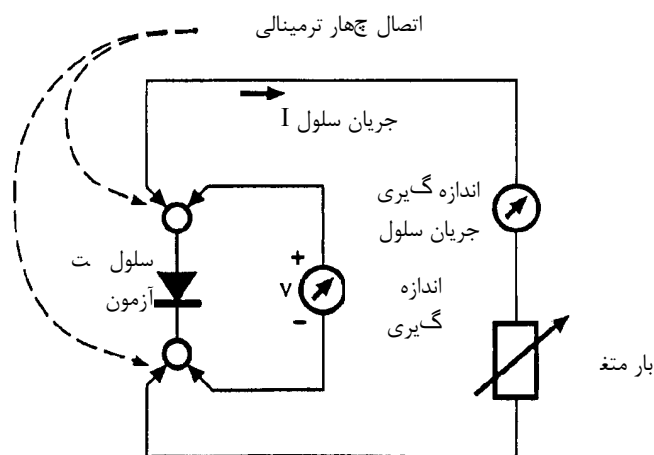 اتصال چهار ترمینالی
جریان سلول I
اندازه گیری
جریان سلول
سلول ت
آزمون
+
V
-
اندازه
گیری
بار متغ